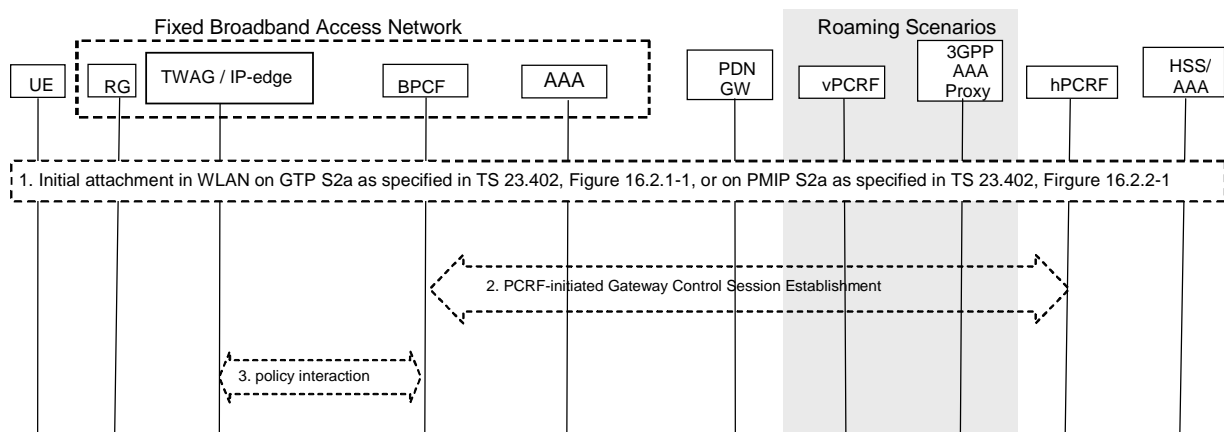 Fixed Broadband Access Network
Roaming Scenarios
UE
RG
TWAG / IP-edge
BPCF
AAA
PDN
GW
vPCRF
3GPP
AAA
Proxy
hPCRF
HSS/
AAA
1. Initial attachment in WLAN on GTP S2a as specified in TS 23.402, Figure 16.2.1-1, or on PMIP S2a as specified in TS 23.402, Firgure 16.2.2-1
2. PCRF-initiated Gateway Control Session Establishment
3. policy interaction